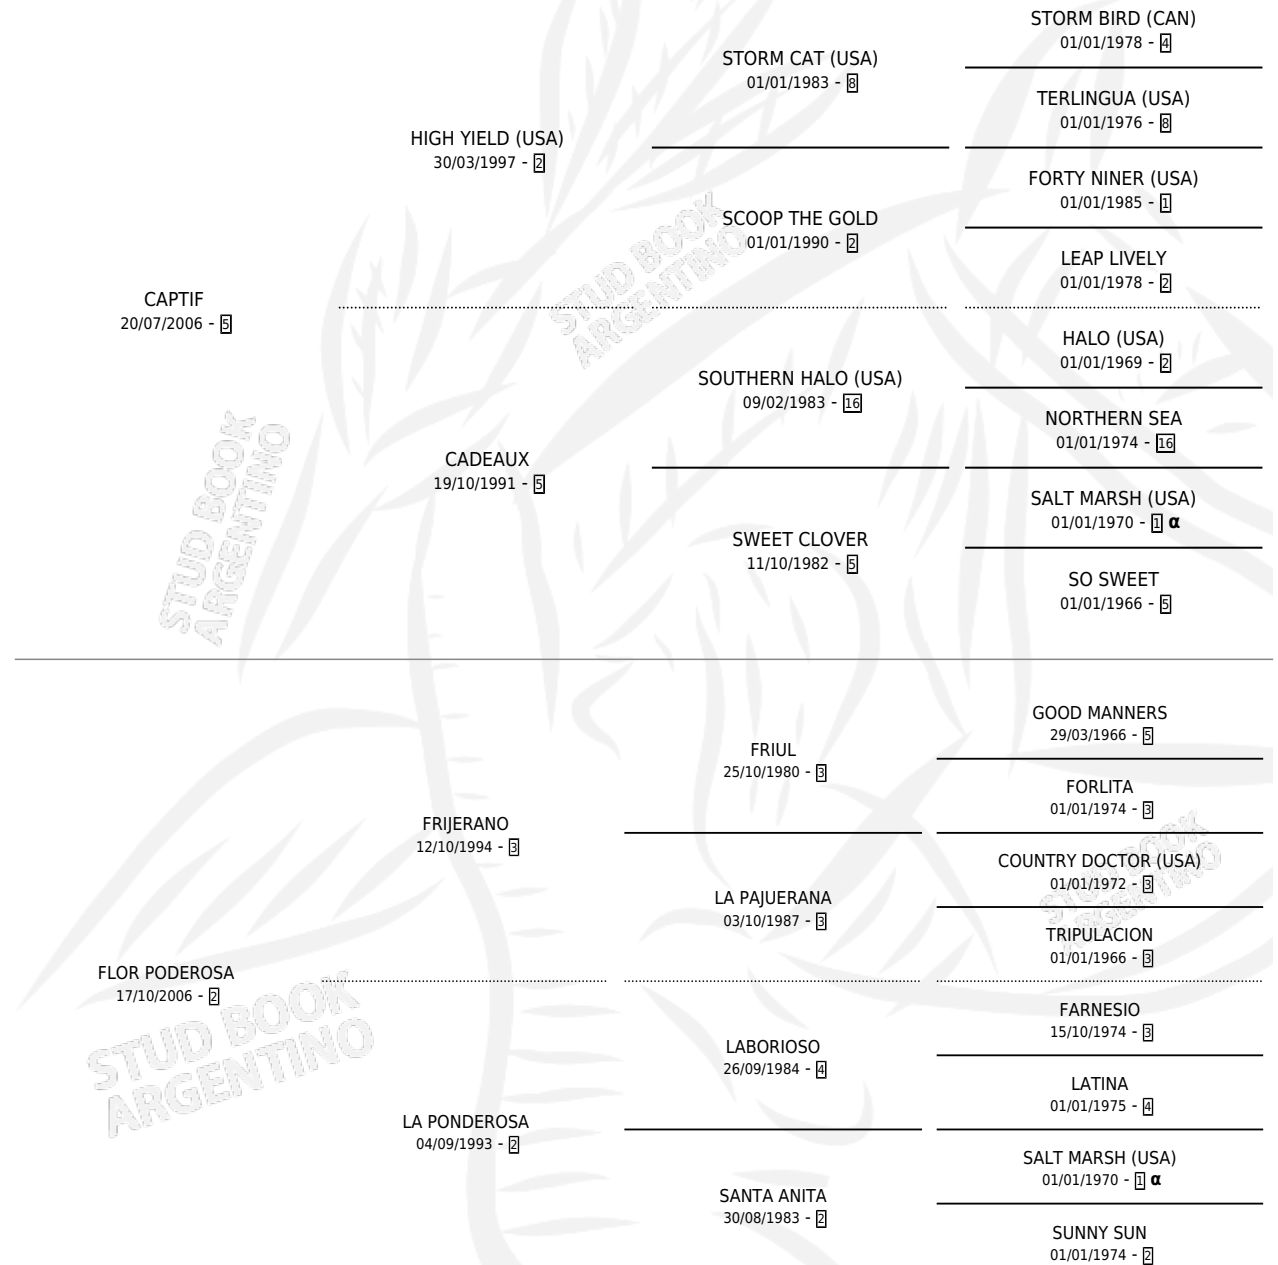 STORM BIRD (CAN)
01/01/1978 - 4
STORM CAT (USA)
01/01/1983 - 8
TERLINGUA (USA)
01/01/1976 - 8
HIGH YIELD (USA)
30/03/1997 - 2
FORTY NINER (USA)
01/01/1985 - 1
SCOOP THE GOLD
01/01/1990 - 2
LEAP LIVELY
01/01/1978 - 2
CAPTIF
20/07/2006 - 5
HALO (USA)
01/01/1969 - 2
SOUTHERN HALO (USA)
09/02/1983 - 16
NORTHERN SEA
01/01/1974 - 16
CADEAUX
19/10/1991 - 5
SALT MARSH (USA)
01/01/1970 - 1 α
SWEET CLOVER
11/10/1982 - 5
SO SWEET
01/01/1966 - 5
GOOD MANNERS
29/03/1966 - 5
FRIUL
25/10/1980 - 3
FORLITA
01/01/1974 - 3
FRIJERANO
12/10/1994 - 3
COUNTRY DOCTOR (USA)
01/01/1972 - 3
LA PAJUERANA
03/10/1987 - 3
TRIPULACION
01/01/1966 - 3
FLOR PODEROSA
17/10/2006 - 2
FARNESIO
15/10/1974 - 3
LABORIOSO
26/09/1984 - 4
LATINA
01/01/1975 - 4
LA PONDEROSA
04/09/1993 - 2
SALT MARSH (USA)
01/01/1970 - 1 α
SANTA ANITA
30/08/1983 - 2
SUNNY SUN
01/01/1974 - 2
STUD BOOK
ARGENTINO
STUD BOOK
ARGENTINO
STUD BOOK
ARGENTINO
STUD BOOK
ARGENTINO